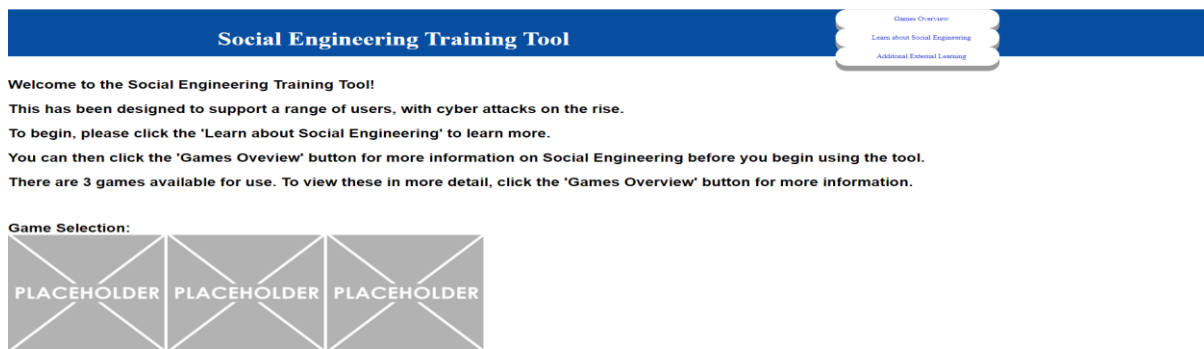 Social Engineering Training Tool
Games Overview
Learn about Social Engineering
Additonal External Learning
Welcome to the Social Engineering Training Tool!
This has been designed to support a range of users, with cyber attacks on the rise.
To begin, please click the 'Learn about Social Engineering' to learn more.
You can then click the 'Games Oveview' button for more information on Social Engineering before you begin using the tool.
There are 3 games available for use. To view these in more detail, click the 'Games Overview' button for more information.
Game Selection:
PLACEHOLDER PLACEHOLDER PLACEHOLDER